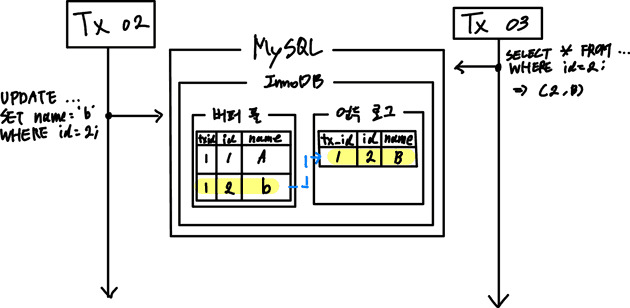 Tx 02
Tx 03
MySQL
SELECT * FROM ...
WHERE id=2;
⇒ (2, B)
InnoDB
UPDATE ...
SET name='b'
WHERE id=2;
버퍼 풀
언두 로그
txid id name
1 1 A
1 2 b
tx_id id name
1 2 B